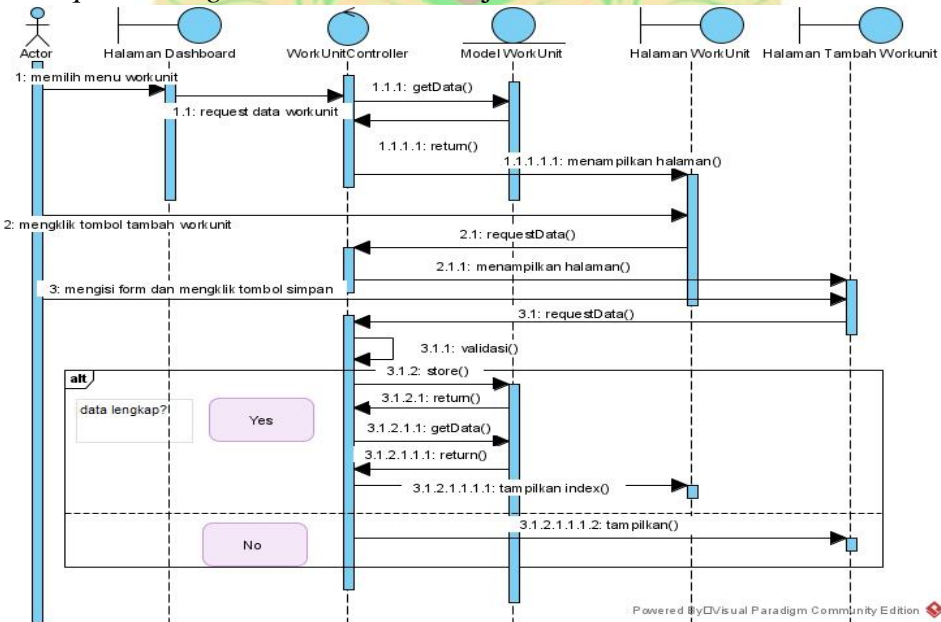 Actor
Halaman Dashboard
WorkUnitController
Model WorkUnit
Halaman WorkUnit
Halaman Tambah Workunit
1: memilih menu workunit
1.1: request data workunit
1.1.1: getData()
1.1.1.1: return()
1.1.1.1.1: menampilkan halaman()
2: mengklik tombol tambah workunit
2.1: requestData()
2.1.1: menampilkan halaman()
3: mengisi form dan mengklik tombol simpan
3.1: requestData()
3.1.1: validasi()
alt
3.1.2: store()
data lengkap?
Yes
3.1.2.1: return()
3.1.2.1.1: getData()
3.1.2.1.1.1: return()
3.1.2.1.1.1.1: tampilkan index()
3.1.2.1.1.1.2: tampilkan()
No
Powered By Visual Paradigm Community Edition